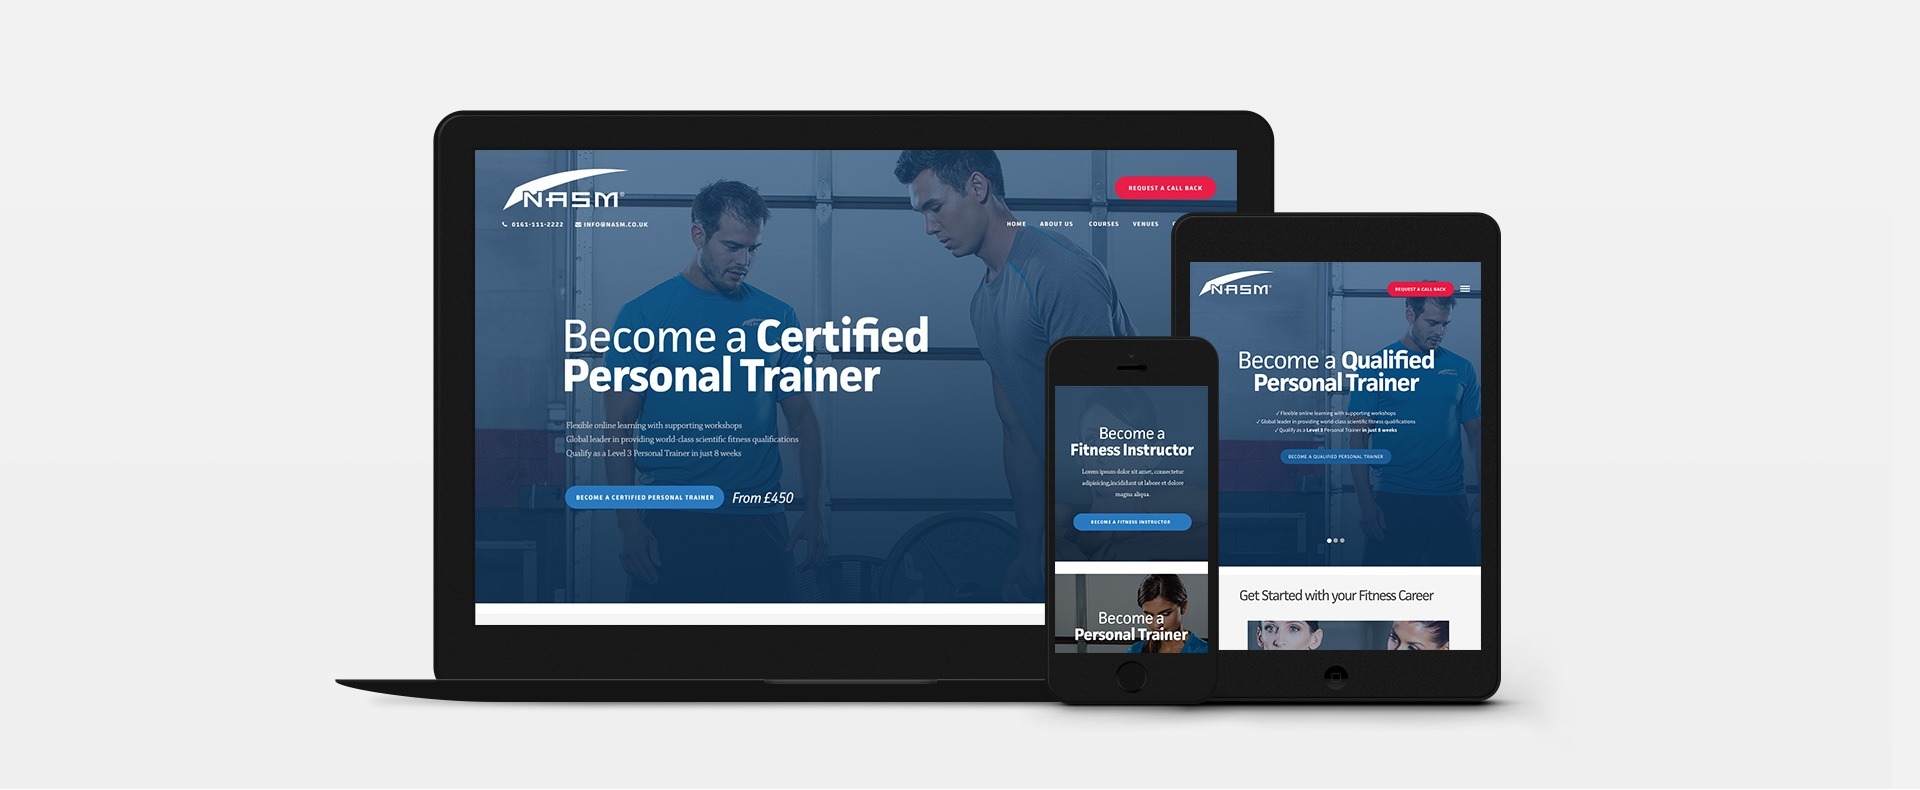 NASM®
REQUEST A CALL BACK
0161-111-2222 INFO@NASM.CO.UK
HOME ABOUT US COURSES VENUES
Become a Certified
Personal Trainer
Flexible online learning with supporting workshops
Global leader in providing world-class scientific fitness qualifications
Qualify as a Level 3 Personal Trainer in just 8 weeks
BECOME A CERTIFIED PERSONAL TRAINER From £450
Become a
Fitness Instructor
Lorem ipsum dolor sit amet, consectetur
adipisicing,incididunt ut labore et dolore
magna aliqua.
BECOME A FITNESS INSTRUCTOR
Become a
Personal Trainer
NASM®
REQUEST A CALL BACK
Become a Qualified
Personal Trainer
✓ Flexible online learning with supporting workshops
✓ Global leader in providing world-class scientific fitness qualifications
✓ Qualify as a Level 3 Personal Trainer in just 8 weeks
BECOME A QUALIFIED PERSONAL TRAINER
Get Started with your Fitness Career